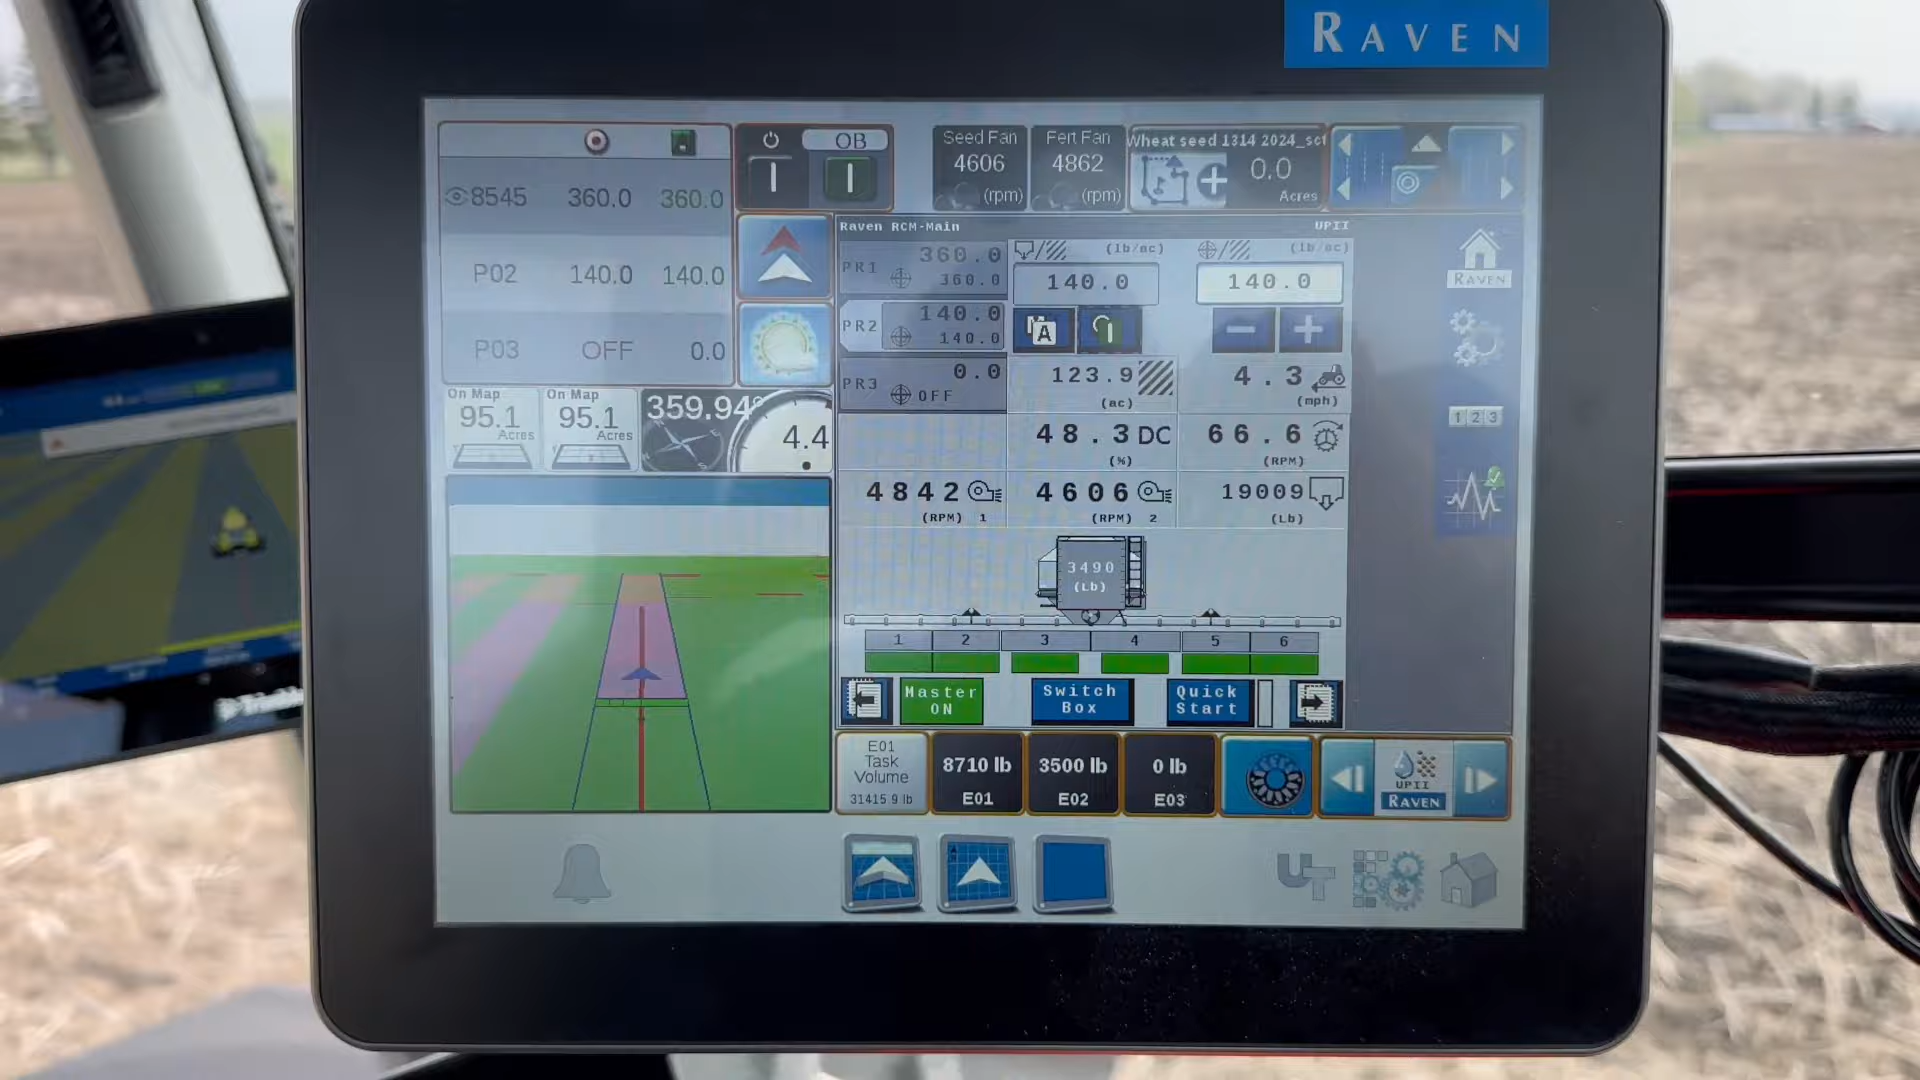 RAVEN
8545 360.0 360.0
P02 140.0 140.0
P03 OFF 0.0
OB
Seed Fan
4606
(rpm)
Fert Fan
4862
(rpm)
Wheat seed 1314 2024_sct
0.0
Acres
On Map
95.1
Acres
On Map
95.1
Acres
359.94°
4.4
Raven RCM-Main UPII
PR1 360.0
360.0
PR2 140.0
140.0
PR3 0.0
OFF
(lb/ac)
140.0
(lb/ac)
140.0
A
− +
123.9
(ac)
4.3
(mph)
48.3 DC
(%)
66.6
(RPM)
4842
(RPM) 1
4606
(RPM) 2
19009
(Lb)
3490
(Lb)
1 2 3 4 5 6
Master
ON
Switch
Box
Quick
Start
RAVEN
1 2 3
E01
Task
Volume
31415.9 lb
8710 lb
E01
3500 lb
E02
0 lb
E03
UPII
RAVEN
UT